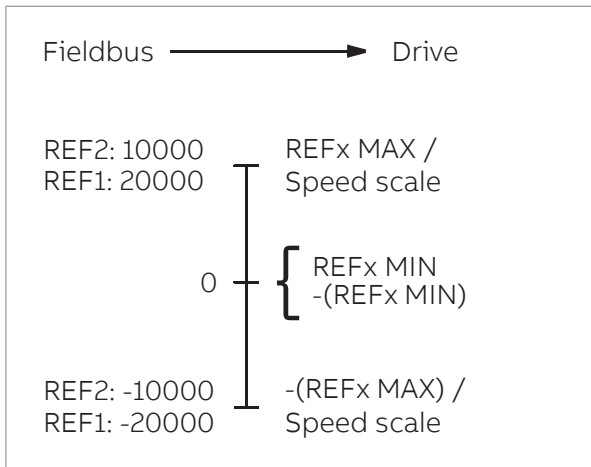 Fieldbus Drive
REF2: 10000 REFx MAX /
REF1: 20000 Speed scale
0 REFx MIN
-(REFx MIN)
REF2: -10000 -(REFx MAX) /
REF1: -20000 Speed scale